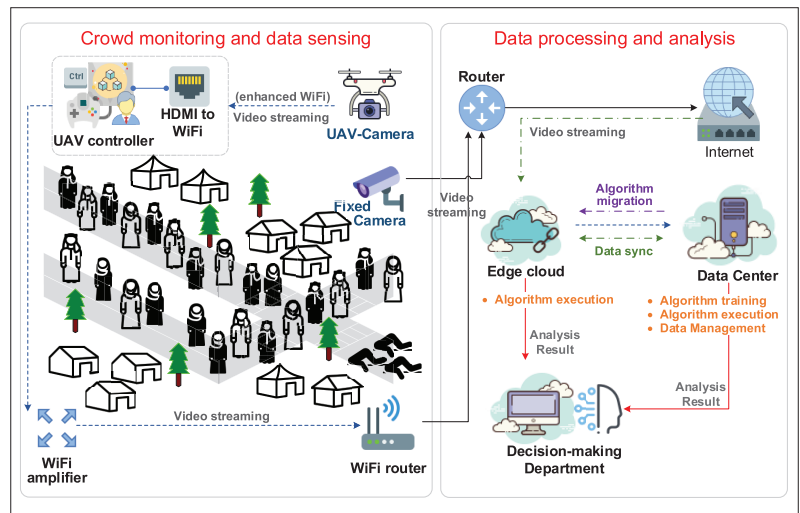 Crowd monitoring and data sensing
Ctrl
UAV controller
HDMI to
WiFi
(enhanced WiFi)
Video streaming
UAV-Camera
Fixed
Camera
Video
streaming
WiFi
amplifier
Video streaming
WiFi router
Data processing and analysis
Router
Internet
Video streaming
Algorithm
migration
Data sync
Edge cloud
• Algorithm execution
Data Center
• Algorithm training
• Algorithm execution
• Data Management
Analysis
Result
Analysis
Result
Decision-making
Department